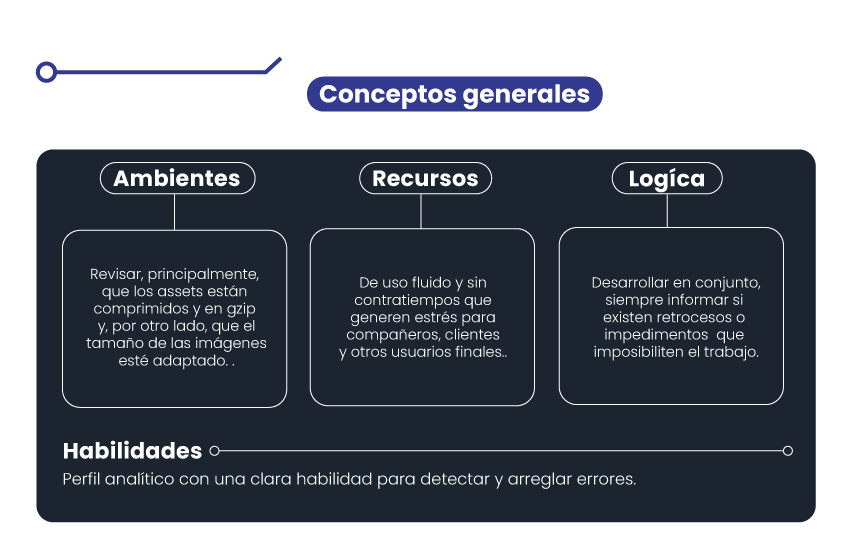 Conceptos generales
Ambientes
Recursos
Logíca
Revisar, principalmente,
que los assets están
comprimidos y en gzip
y, por otro lado, que el
tamaño de las imágenes
esté adaptado. .
De uso fluido y sin
contratiempos que
generen estrés para
compañeros, clientes
y otros usuarios finales..
Desarrollar en conjunto,
siempre informar si
existen retrocesos o
impedimentos  que
imposibiliten el trabajo.
Habilidades
Perfil analítico con una clara habilidad para detectar y arreglar errores.